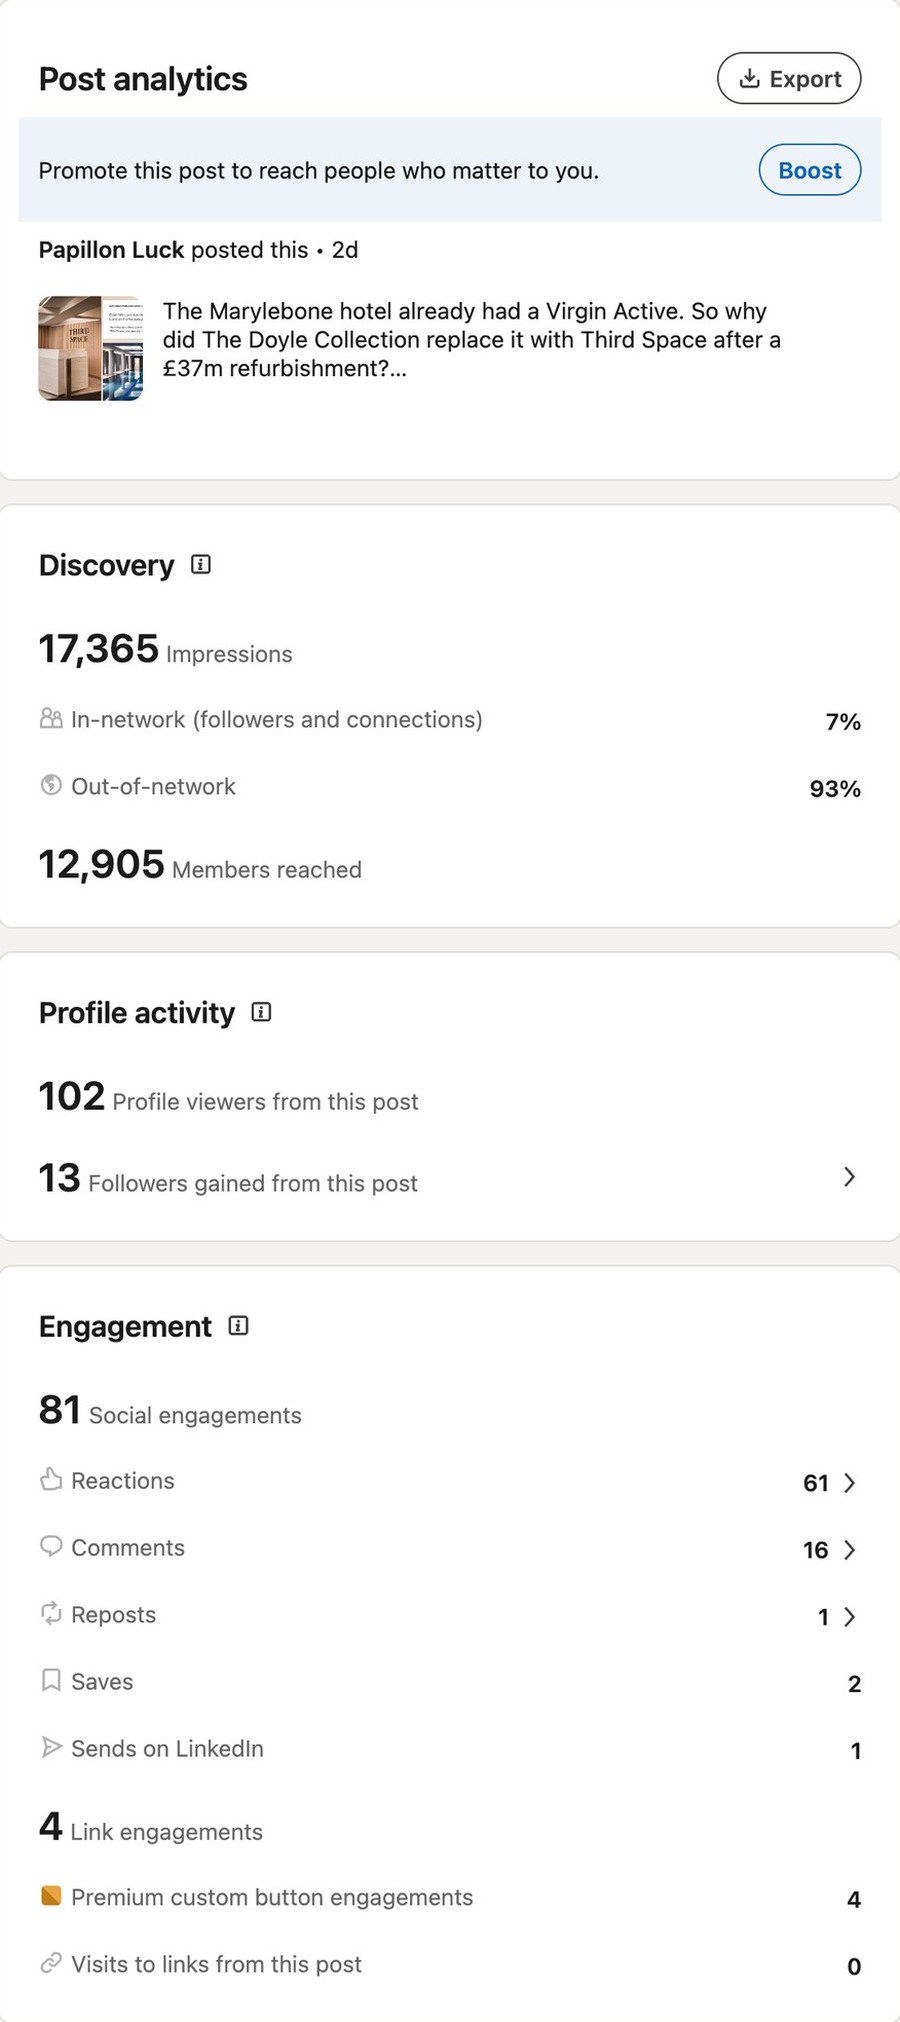 Post analytics
Export
Promote this post to reach people who matter to you.
Boost
Papillon Luck posted this • 2d
THIRD
SPACE
The Marylebone hotel already had a Virgin Active. So why
did The Doyle Collection replace it with Third Space after a
£37m refurbishment?...
Discovery
17,365 Impressions
In-network (followers and connections) 7%
Out-of-network 93%
12,905 Members reached
Profile activity
102 Profile viewers from this post
13 Followers gained from this post
Engagement
81 Social engagements
Reactions 61
Comments 16
Reposts 1
Saves 2
Sends on LinkedIn 1
4 Link engagements
Premium custom button engagements 4
Visits to links from this post 0